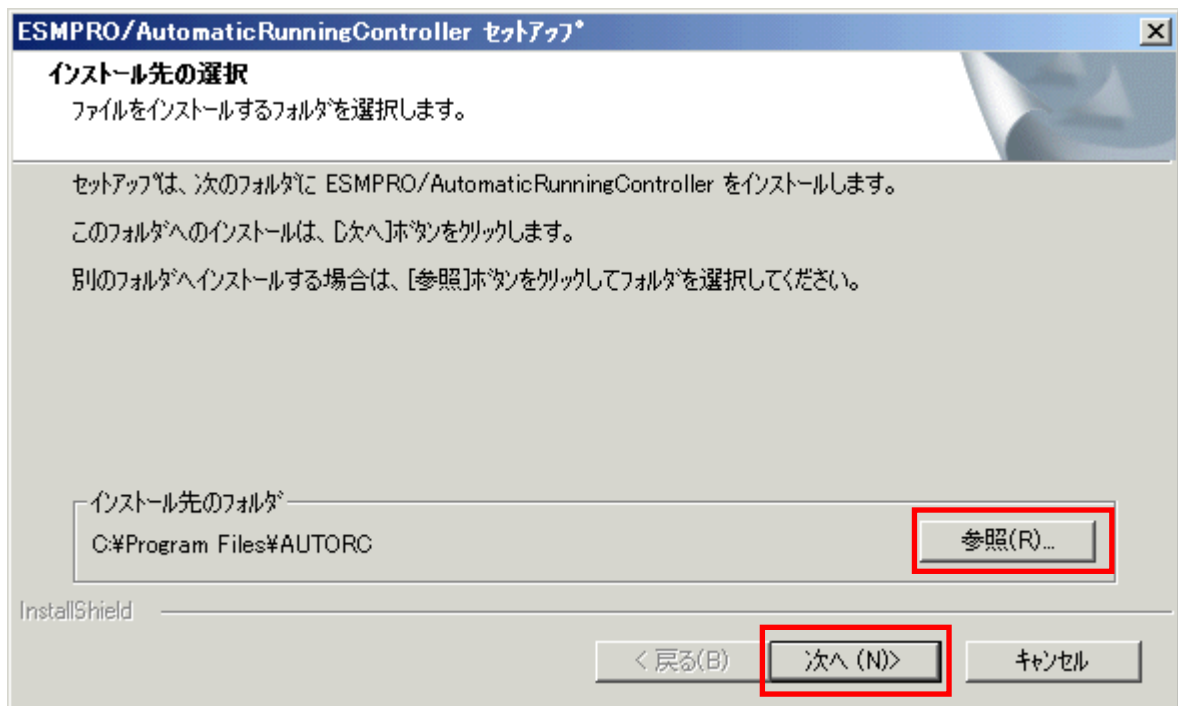 ESMPRO/AutomaticRunningController セットアップ
インストール先の選択
ファイルをインストールするフォルダを選択します。
セットアップは、次のフォルダに ESMPRO/AutomaticRunningController をインストールします。
このフォルダへのインストールは、[次へ]ボタンをクリックします。
別のフォルダへインストールする場合は、[参照]ボタンをクリックしてフォルダを選択してください。
インストール先のフォルダ
C:¥Program Files¥AUTORC
参照(R)...
InstallShield
< 戻る(B)
次へ (N)>
キャンセル